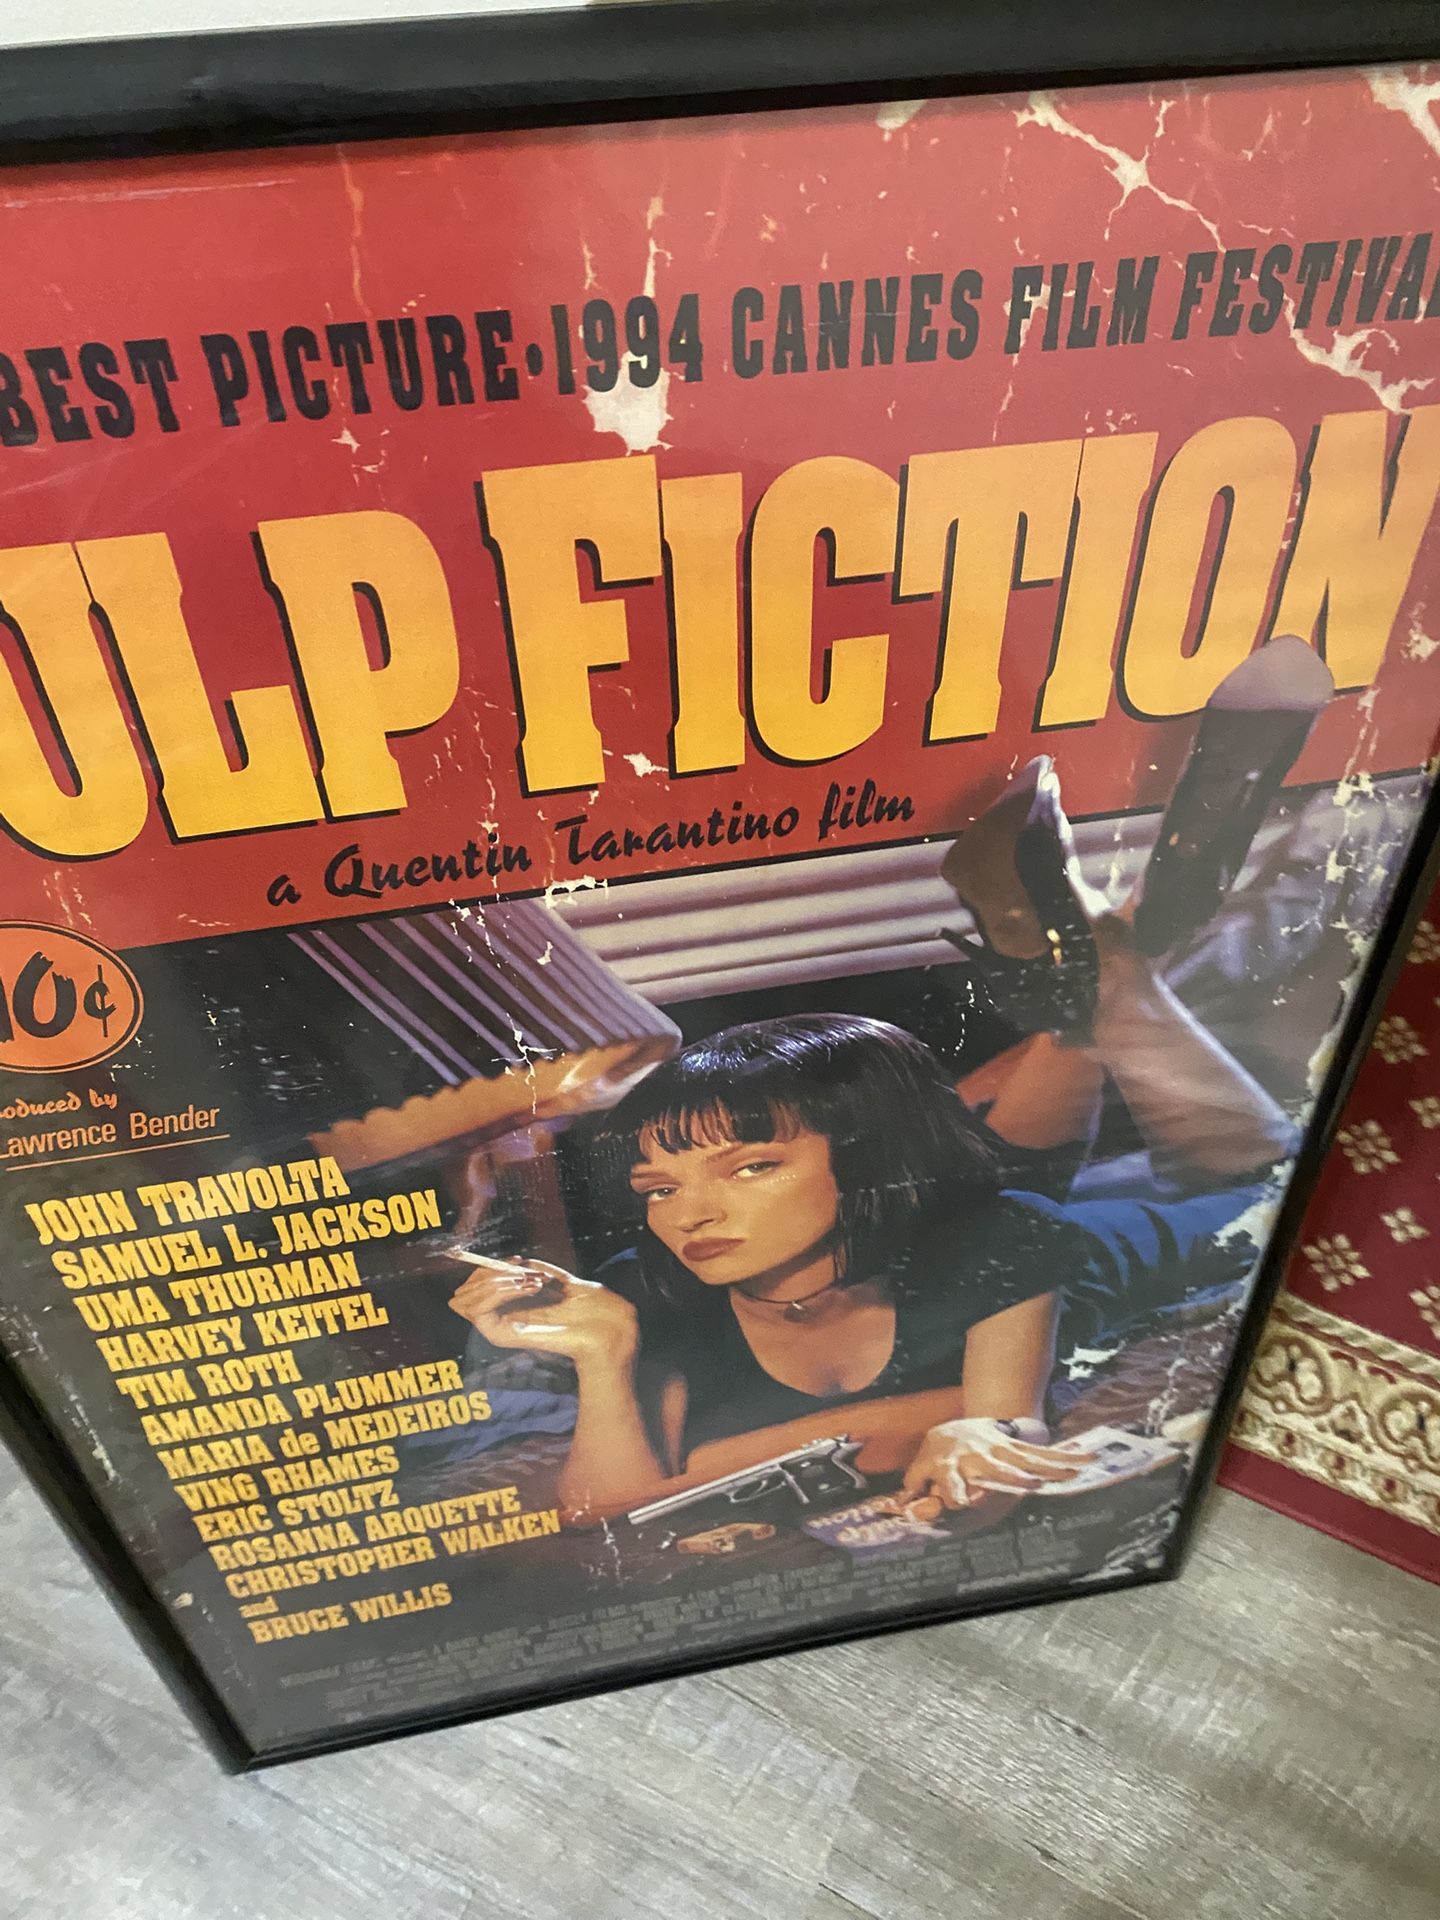 BEST PICTURE•1994 CANNES FILM FESTIVAL
ULP FICTION
a Quentin Tarantino film
10¢
oduced by
Lawrence Bender
JOHN TRAVOLTA
SAMUEL L. JACKSON
UMA THURMAN
HARVEY KEITEL
TIM ROTH
AMANDA PLUMMER
MARIA de MEDEIROS
VING RHAMES
ERIC STOLTZ
ROSANNA ARQUETTE
CHRISTOPHER WALKEN
and
BRUCE WILLIS